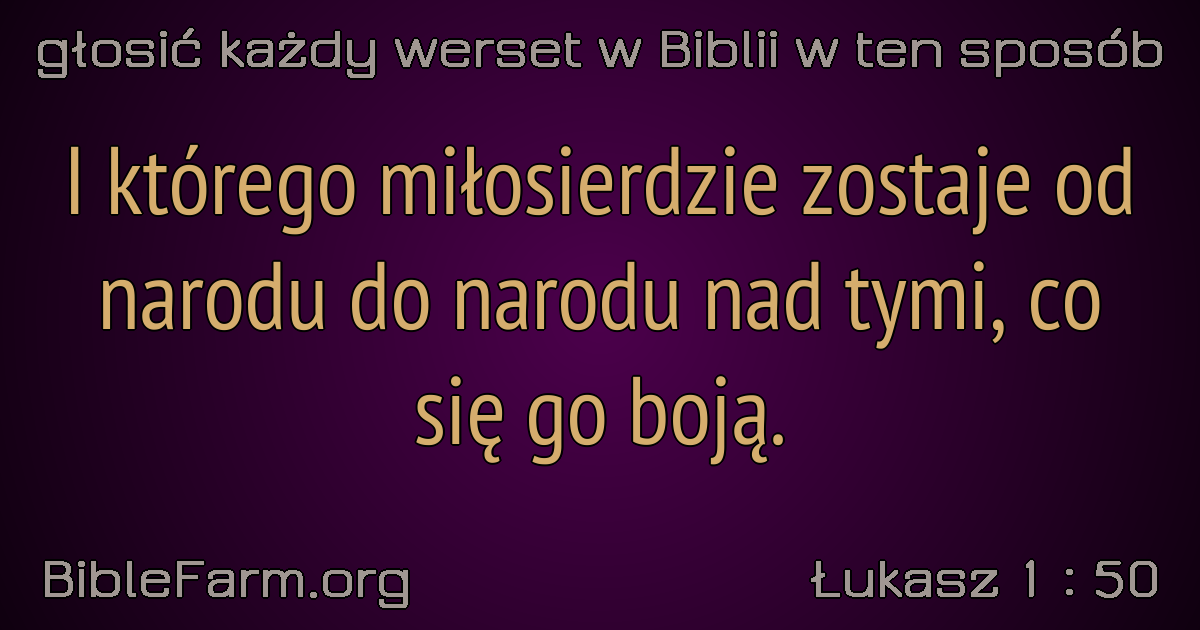 głosić każdy werset w Biblii w ten sposób
I którego miłosierdzie zostaje od
narodu do narodu nad tymi, co
się go boją.
BibleFarm.org
Łukasz 1 : 50